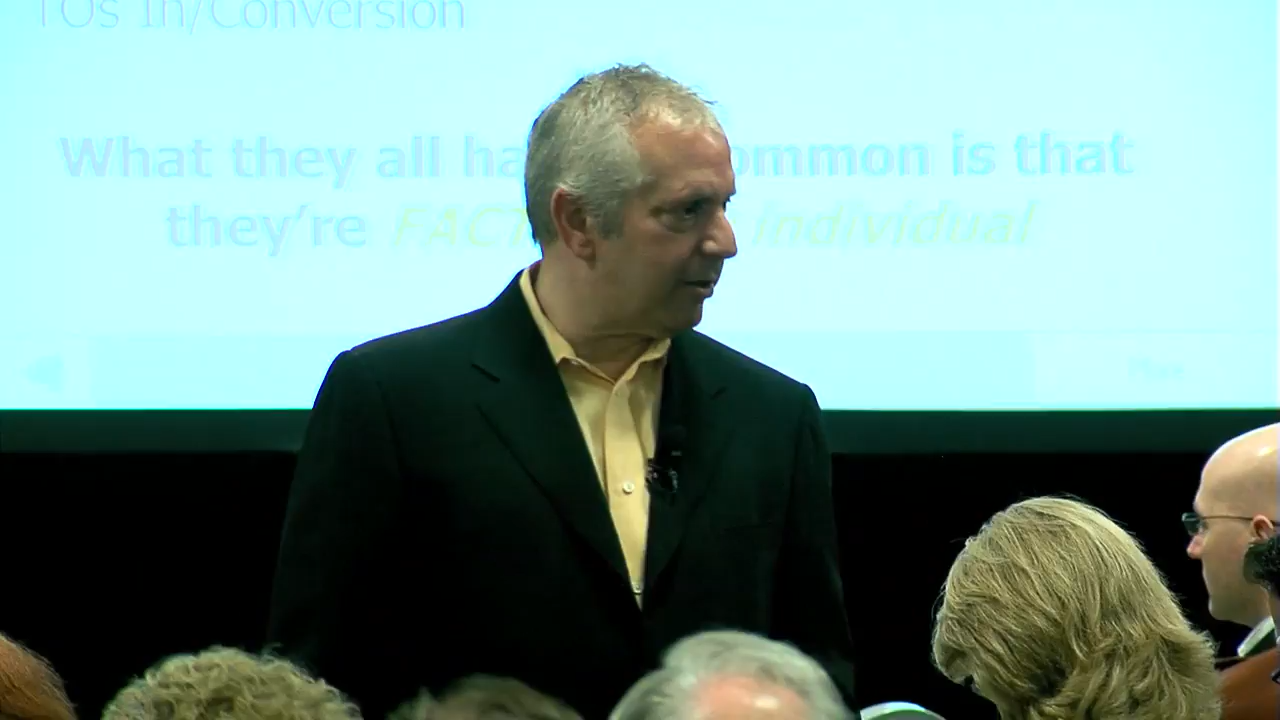 TOs In/Conversion
What they all ha ommon is that
they're FACT individual